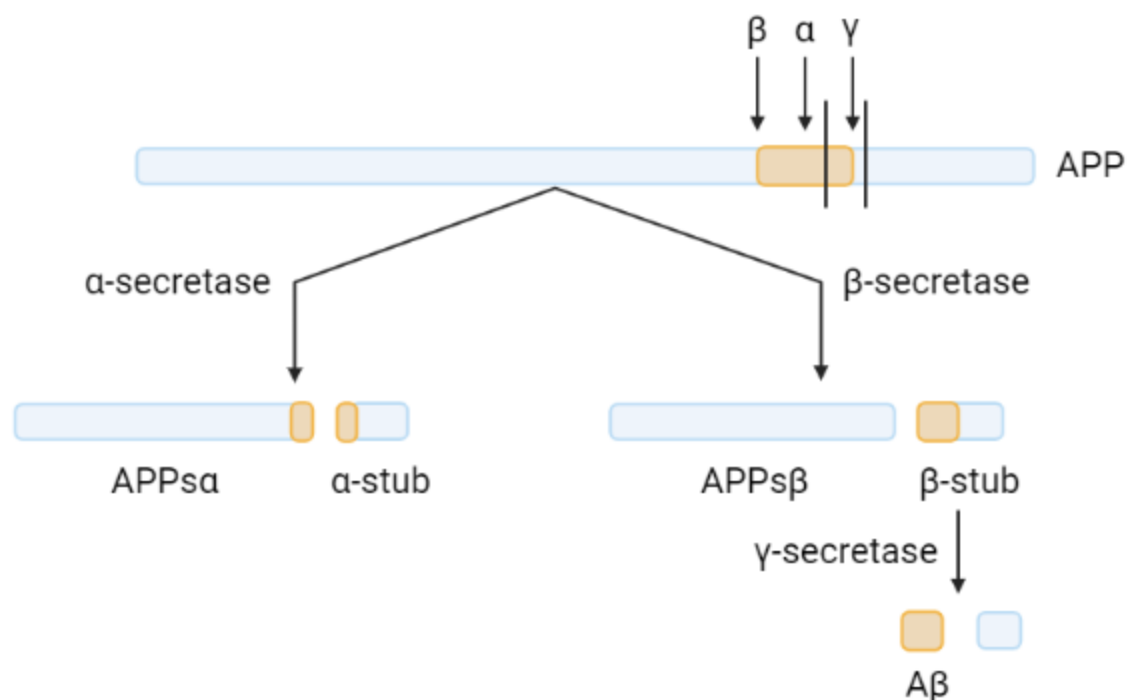 β α γ
APP
α-secretase
β-secretase
APPsα
α-stub
APPsβ
β-stub
γ-secretase
Aβ